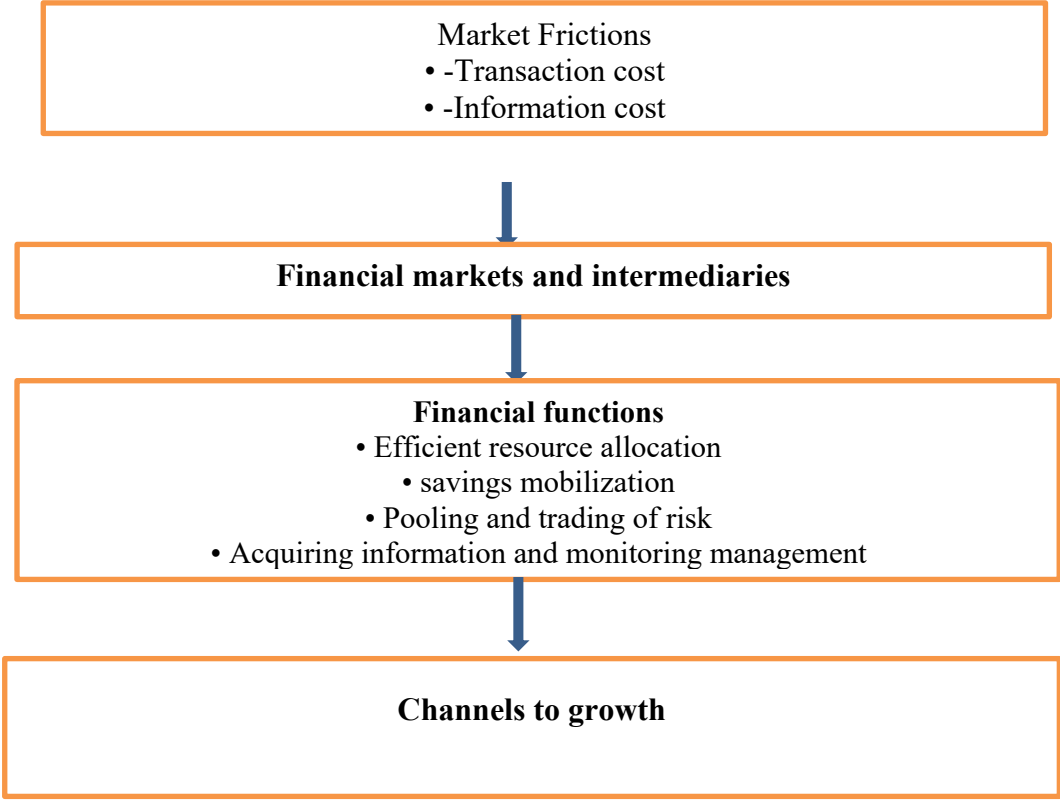 Market Frictions
• -Transaction cost
• -Information cost
Financial markets and intermediaries
Financial functions
• Efficient resource allocation
• savings mobilization
• Pooling and trading of risk
• Acquiring information and monitoring management
Channels to growth